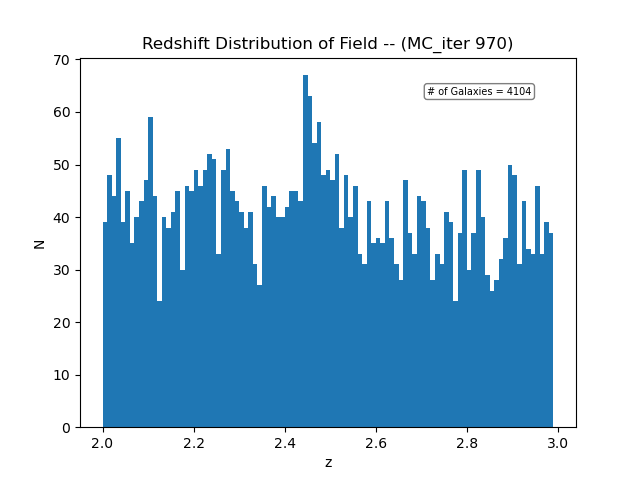 Redshift Distribution of Field -- (MC_iter 970)
# of Galaxies = 4104
70
60
50
40
30
20
10
0
N
2.0 2.2 2.4 2.6 2.8 3.0
z